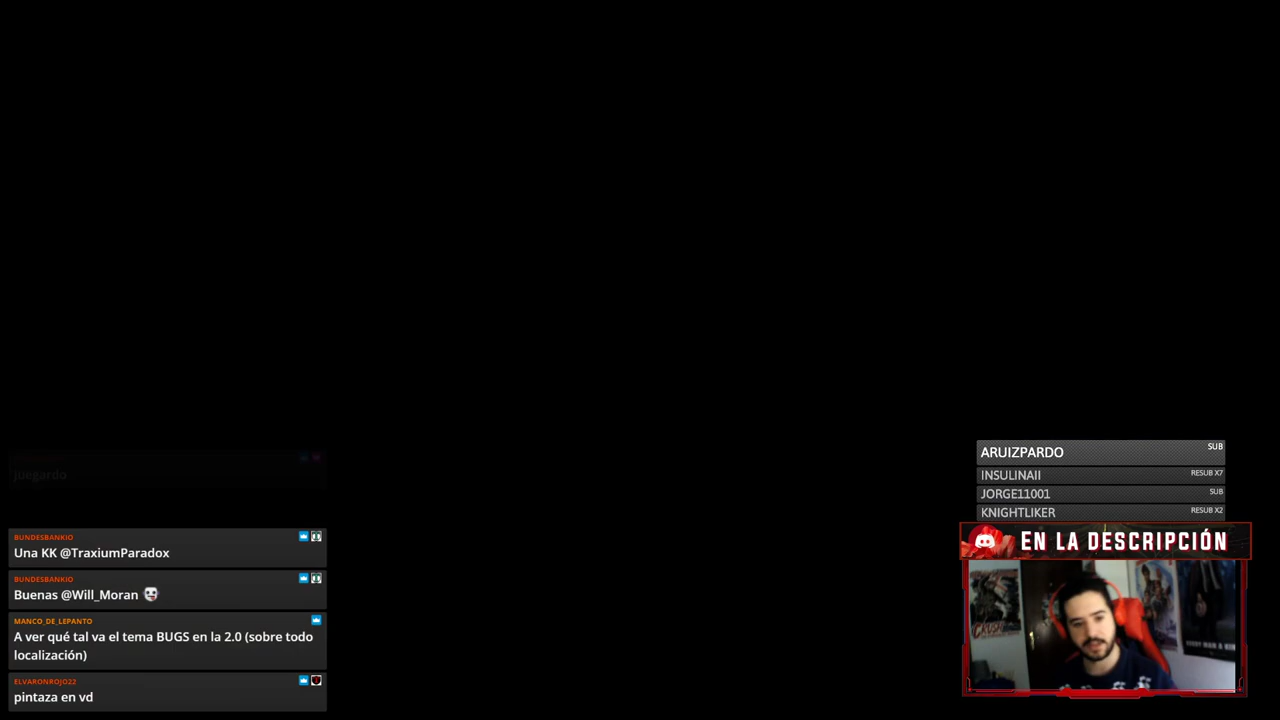 juegardo
BUNDESBANKIO
Una KK @TraxiumParadox
BUNDESBANKIO
Buenas @Will_Moran
MANCO_DE_LEPANTO
A ver qué tal va el tema BUGS en la 2.0 (sobre todo
localización)
ELVARONROJO22
pintaza en vd
ARUIZPARDO SUB
INSULINAII RESUB X7
JORGE11001 SUB
KNIGHTLIKER RESUB X2
EN LA DESCRIPCIÓN